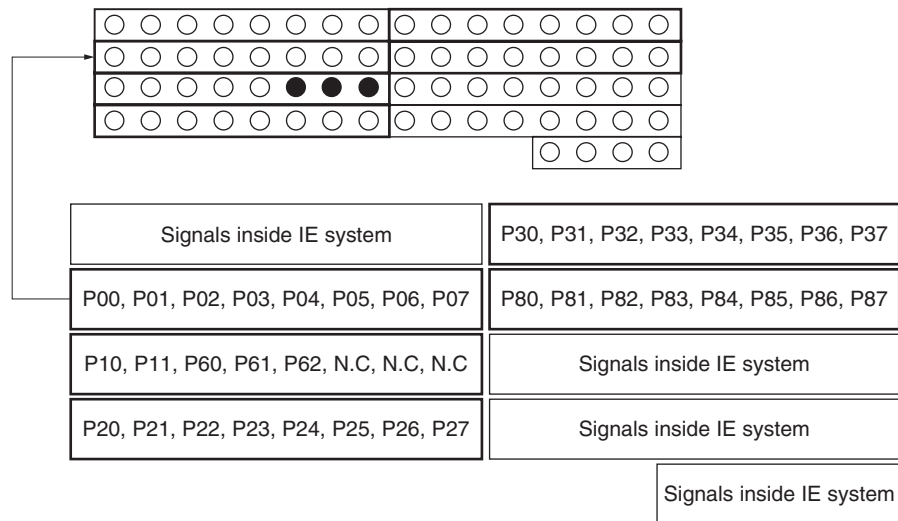 Signals inside IE system
P30, P31, P32, P33, P34, P35, P36, P37
P00, P01, P02, P03, P04, P05, P06, P07
P80, P81, P82, P83, P84, P85, P86, P87
P10, P11, P60, P61, P62, N.C, N.C, N.C
Signals inside IE system
P20, P21, P22, P23, P24, P25, P26, P27
Signals inside IE system
Signals inside IE system